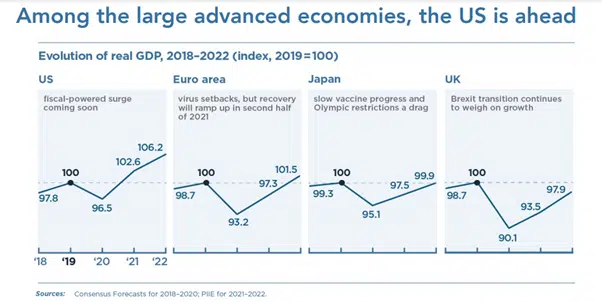 Among the large advanced economies, the US is ahead
Evolution of real GDP, 2018–2022 (index, 2019=100)
US
fiscal-powered surge
coming soon
97.8
100
96.5
102.6
106.2
'18 '19 '20 '21 '22
Euro area
virus setbacks, but recovery
will ramp up in second half
of 2021
98.7
100
93.2
97.3
101.5
Japan
slow vaccine progress and
Olympic restrictions a drag
99.3
100
95.1
97.5
99.9
UK
Brexit transition continues
to weigh on growth
98.7
100
90.1
93.5
97.9
Sources: Consensus Forecasts for 2018–2020; PIIE for 2021–2022.